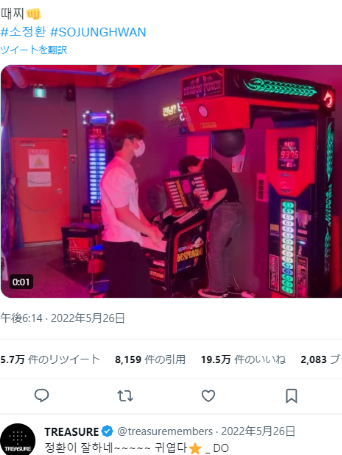 때찌👊
#소정환 #SOJUNGHWAN
ツイートを翻訳
9375
0:01
午後6:14 · 2022年5月26日
5.7万 件のリツイート 8,159 件の引用 19.5万 件のいいね 2,083 ブ
TREASURE @treasuremembers · 2022年5月26日
정환이 잘하네~~~~~ 귀엽다⭐ _ DO